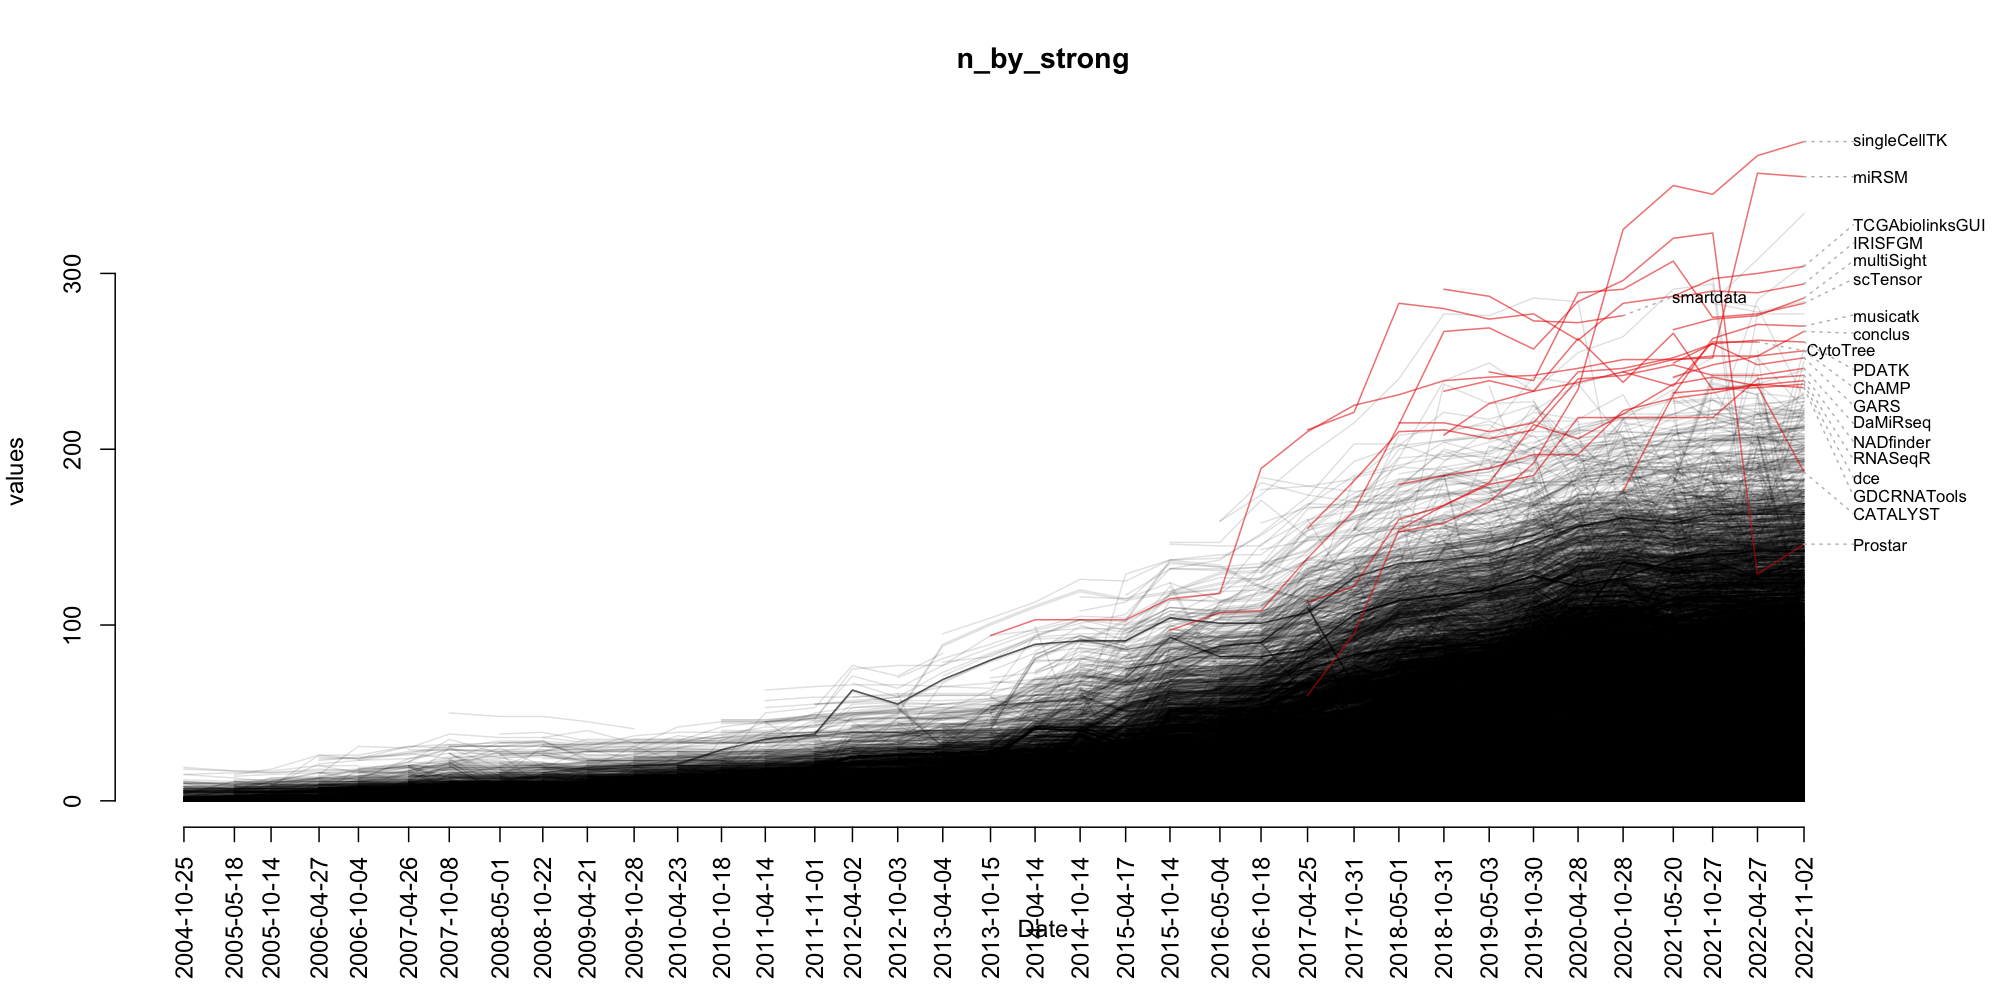 n_by_strong
values
300
200
100
0
singleCellTK
miRSM
TCGAbiolinksGUI
IRISFGM
multiSight
scTensor
smartdata
musicatk
conclus
CytoTree
PDATK
ChAMP
GARS
DaMiRseq
NADfinder
RNASeqR
dce
GDCRNATools
CATALYST
Prostar
2004-10-25
2005-05-18
2005-10-14
2006-04-27
2006-10-04
2007-04-26
2007-10-08
2008-05-01
2008-10-22
2009-04-21
2009-10-28
2010-04-23
2010-10-18
2011-04-14
2011-11-01
2012-04-02
2012-10-03
2013-04-04
2013-10-15
2014-04-14
2014-10-14
2015-04-17
2015-10-14
2016-05-04
2016-10-18
2017-04-25
2017-10-31
2018-05-01
2018-10-31
2019-05-03
2019-10-30
2020-04-28
2020-10-28
2021-05-20
2021-10-27
2022-04-27
2022-11-02
Date